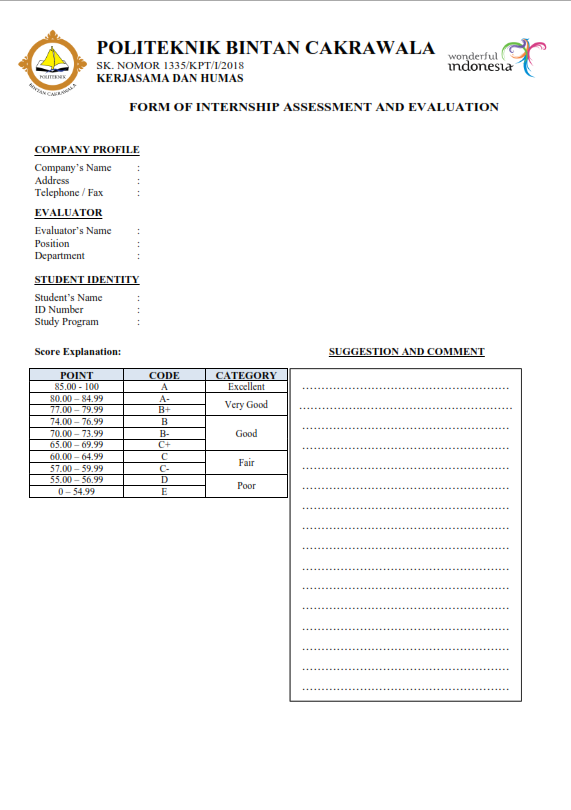 POLITEKNIK BINTAN CAKRAWALA
SK. NOMOR 1335/KPT/I/2018
KERJASAMA DAN HUMAS
POLITEKNIK
BINTAN CAKRAWALA
wonderful
indonesia
FORM OF INTERNSHIP ASSESSMENT AND EVALUATION
COMPANY PROFILE
Company’s Name :
Address :
Telephone / Fax :
EVALUATOR
Evaluator’s Name :
Position :
Department :
STUDENT IDENTITY
Student’s Name :
ID Number :
Study Program :
Score Explanation:
POINT CODE CATEGORY
85.00 - 100 A Excellent
80.00 – 84.99 A- Very Good
77.00 – 79.99 B+
74.00 – 76.99 B Good
70.00 – 73.99 B-
65.00 – 69.99 C+
60.00 – 64.99 C Fair
57.00 – 59.99 C-
55.00 – 56.99 D Poor
0 – 54.99 E
SUGGESTION AND COMMENT